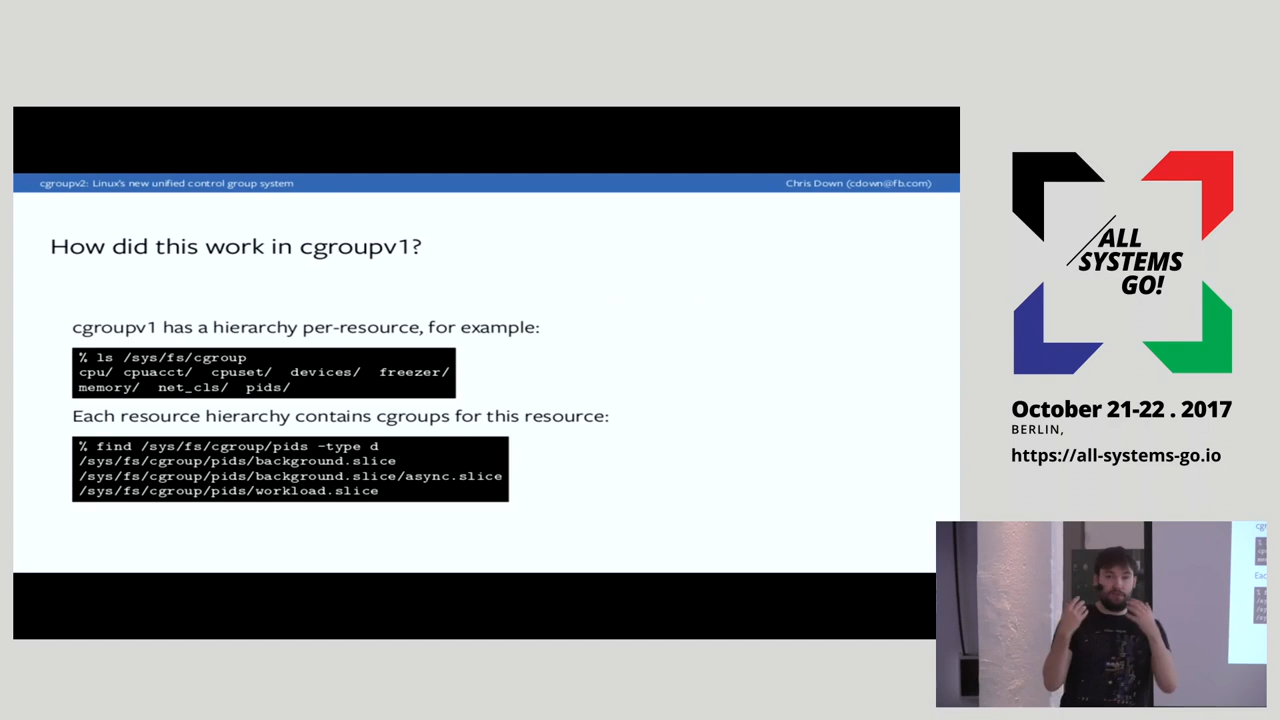 cgroupv2: Linux's new unified control group system
Chris Down (cdown@fb.com)
How did this work in cgroupv1?
cgroupv1 has a hierarchy per-resource, for example:
% ls /sys/fs/cgroup
cpu/ cpuacct/ cpuset/ devices/ freezer/
memory/ net_cls/ pids/
Each resource hierarchy contains cgroups for this resource:
% find /sys/fs/cgroup/pids -type d
/sys/fs/cgroup/pids/background.slice
/sys/fs/cgroup/pids/background.slice/async.slice
/sys/fs/cgroup/pids/workload.slice
ALL
SYSTEMS
GO!
October 21-22 . 2017
BERLIN,
https://all-systems-go.io